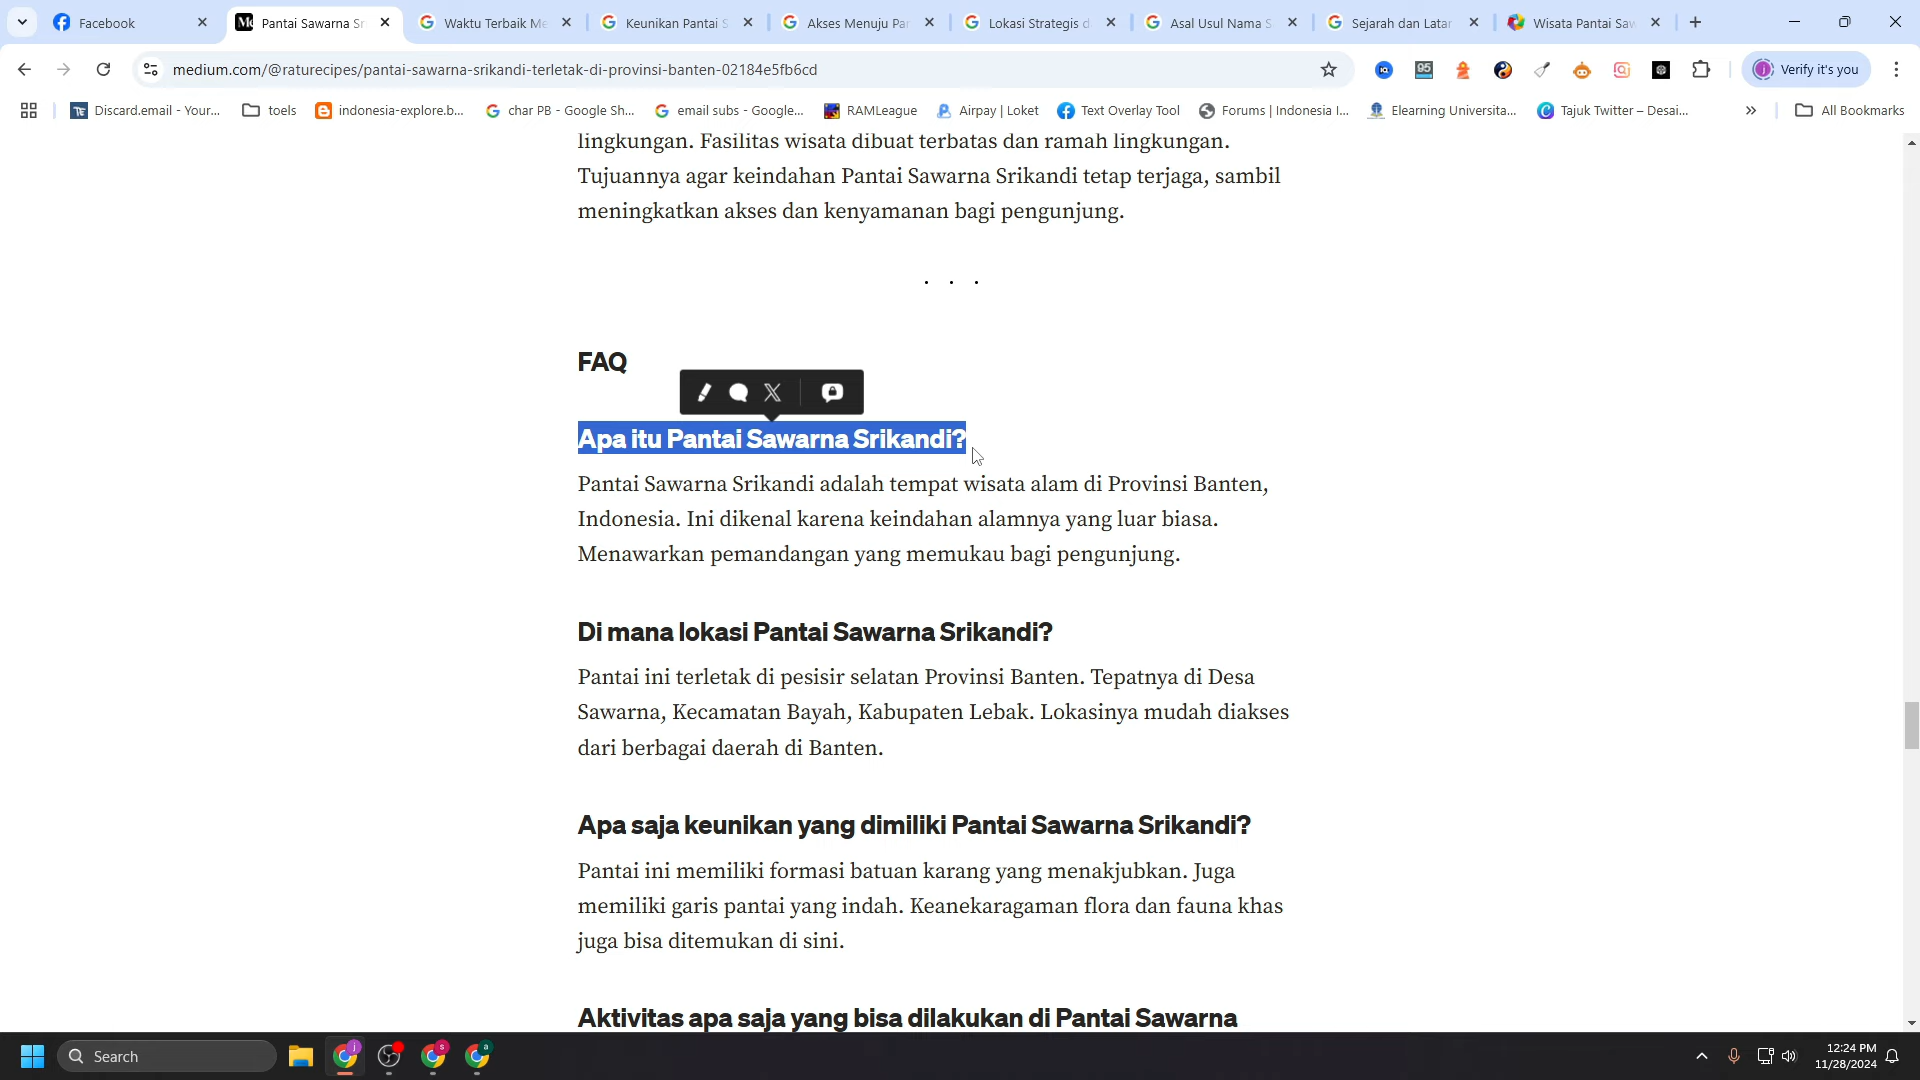 Facebook
Pantai Sawarna Sr
Waktu Terbaik Me
Keunikan Pantai S
Akses Menuju Par
Lokasi Strategis d
Asal Usul Nama S
Sejarah dan Latar
Wisata Pantai Saw
medium.com/@raturecipes/pantai-sawarna-srikandi-terletak-di-provinsi-banten-02184e5fb6cd
95
Verify it's you
Discard.email - Your...
toels
indonesia-explore.b...
char PB - Google Sh...
email subs - Google...
RAMLeague
Airpay | Loket
Text Overlay Tool
Forums | Indonesia I...
Elearning Universita...
Tajuk Twitter – Desai...
»
All Bookmarks
lingkungan. Fasilitas wisata dibuat terbatas dan ramah lingkungan.
Tujuannya agar keindahan Pantai Sawarna Srikandi tetap terjaga, sambil
meningkatkan akses dan kenyamanan bagi pengunjung.
. . .
FAQ
Apa itu Pantai Sawarna Srikandi?
Pantai Sawarna Srikandi adalah tempat wisata alam di Provinsi Banten,
Indonesia. Ini dikenal karena keindahan alamnya yang luar biasa.
Menawarkan pemandangan yang memukau bagi pengunjung.
Di mana lokasi Pantai Sawarna Srikandi?
Pantai ini terletak di pesisir selatan Provinsi Banten. Tepatnya di Desa
Sawarna, Kecamatan Bayah, Kabupaten Lebak. Lokasinya mudah diakses
dari berbagai daerah di Banten.
Apa saja keunikan yang dimiliki Pantai Sawarna Srikandi?
Pantai ini memiliki formasi batuan karang yang menakjubkan. Juga
memiliki garis pantai yang indah. Keanekaragaman flora dan fauna khas
juga bisa ditemukan di sini.
Aktivitas apa saja yang bisa dilakukan di Pantai Sawarna
Search
12:24 PM
11/28/2024